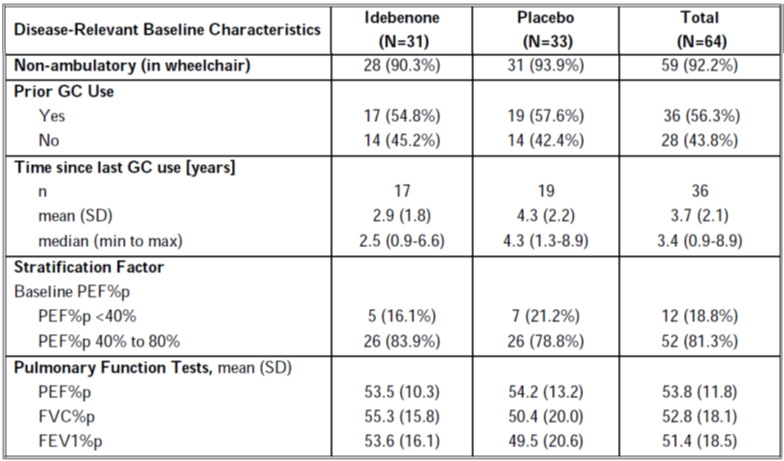 Disease-Relevant Baseline Characteristics Idebenone (N=31) Placebo (N=33) Total (N=64)
Non-ambulatory (in wheelchair) 28 (90.3%) 31 (93.9%) 59 (92.2%)
Prior GC Use
Yes 17 (54.8%) 19 (57.6%) 36 (56.3%)
No 14 (45.2%) 14 (42.4%) 28 (43.8%)
Time since last GC use [years]
n 17 19 36
mean (SD) 2.9 (1.8) 4.3 (2.2) 3.7 (2.1)
median (min to max) 2.5 (0.9-6.6) 4.3 (1.3-8.9) 3.4 (0.9-8.9)
Stratification Factor
Baseline PEF%p
PEF%p <40% 5 (16.1%) 7 (21.2%) 12 (18.8%)
PEF%p 40% to 80% 26 (83.9%) 26 (78.8%) 52 (81.3%)
Pulmonary Function Tests, mean (SD)
PEF%p 53.5 (10.3) 54.2 (13.2) 53.8 (11.8)
FVC%p 55.3 (15.8) 50.4 (20.0) 52.8 (18.1)
FEV1%p 53.6 (16.1) 49.5 (20.6) 51.4 (18.5)